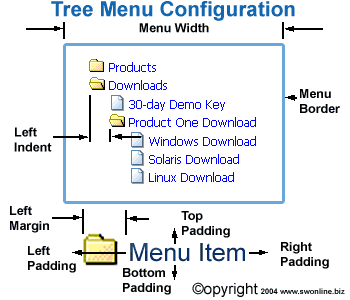 Tree Menu Configuration
Menu Width
Products
Downloads
30-day Demo Key
Product One Download
Windows Download
Solaris Download
Linux Download
Menu
Border
Left
Indent
Left
Margin
Top
Padding
Left
Padding
Menu Item
Right
Padding
Bottom
Padding
©opyright 2004 www.swonline.biz